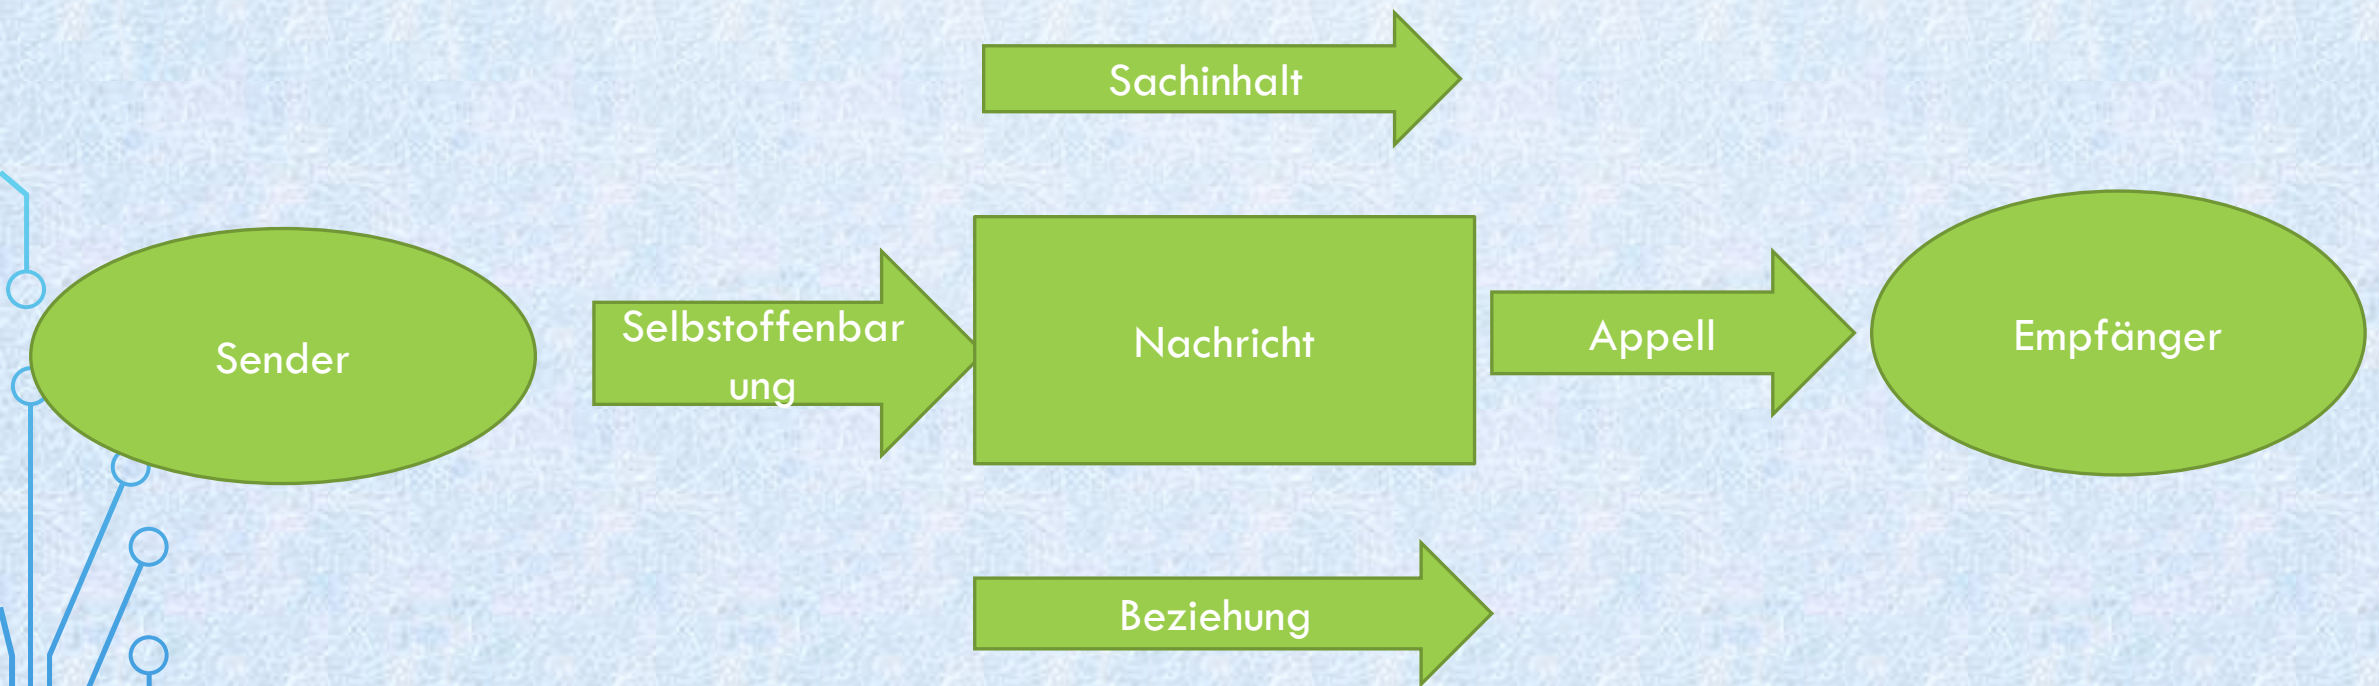 Sachinhalt
Sender
Selbstoffenbar
ung
Nachricht
Appell
Empfänger
Beziehung